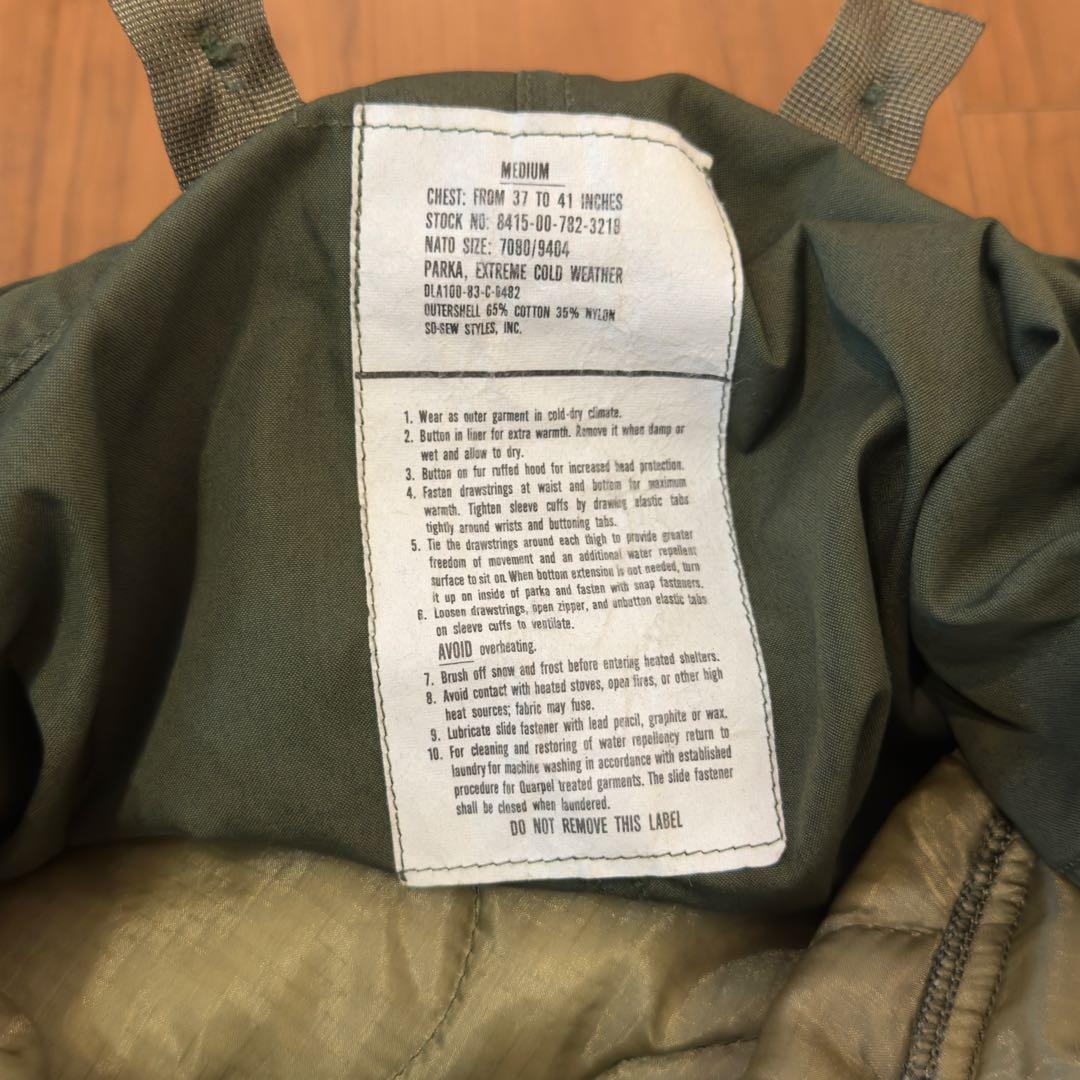 MEDIUM
CHEST: FROM 37 TO 41 INCHES
STOCK NO: 8415-00-782-3218
NATO SIZE: 7080/9404
PARKA, EXTREME COLD WEATHER
DLA100-83-C-0482
OUTERSHELL 65% COTTON 35% NYLON
SO-SEW STYLES, INC.
1. Wear as outer garment in cold-dry climate.
2. Button in liner for extra warmth. Remove it when damp or
wet and allow to dry.
3. Button on fur ruffed hood for increased head protection.
4. Fasten drawstrings at waist and bottom for maximum
warmth. Tighten sleeve cuffs by drawing elastic tabs
tightly around wrists and buttoning tabs.
5. Tie the drawstrings around each thigh to provide greater
freedom of movement and an additional water repellent
surface to sit on. When bottom extension is not needed, turn
it up on inside of parka and fasten with snap fasteners.
6. Loosen drawstrings, open zipper, and unbutton elastic tabs
on sleeve cuffs to ventilate.
AVOID overheating.
7. Brush off snow and frost before entering heated shelters.
8. Avoid contact with heated stoves, open fires, or other high
heat sources; fabric may fuse.
9. Lubricate slide fastener with lead pencil, graphite or wax.
10. For cleaning and restoring of water repellency return to
laundry for machine washing in accordance with established
procedure for Quarpel treated garments. The slide fastener
shall be closed when laundered.
DO NOT REMOVE THIS LABEL